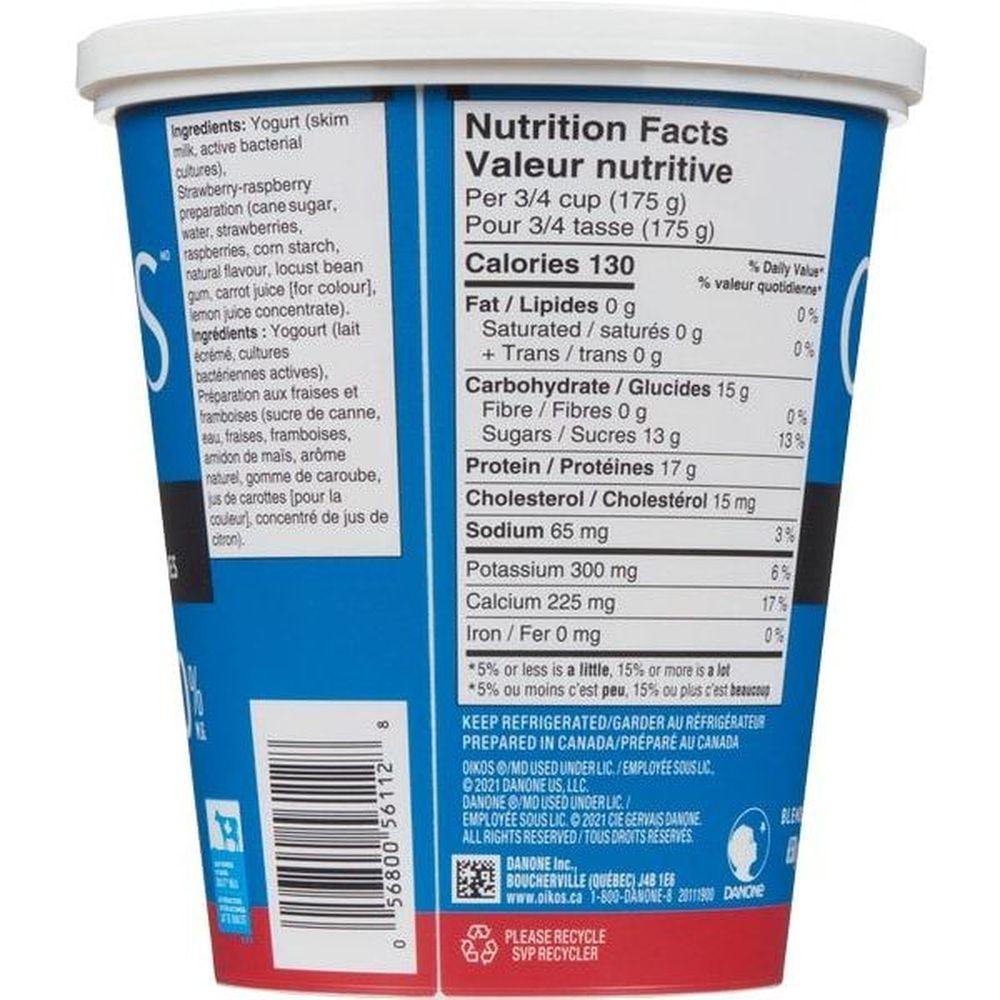 Ingredients: Yogurt (skim
milk, active bacterial
cultures),
Strawberry-raspberry
preparation (cane sugar,
water, strawberries,
raspberries, corn starch,
natural flavour, locust bean
gum, carrot juice [for colour],
lemon juice concentrate).
Ingrédients : Yogourt (lait
écrémé, cultures
bactériennes actives),
Préparation aux fraises et
framboises (sucre de canne,
eau, fraises, framboises,
amidon de maïs, arôme
naturel, gomme de caroube,
jus de carottes [pour la
couleur], concentré de jus de
citron).
S MD
ES
0%
M.G.
0 56800 56112 8
Nutrition Facts
Valeur nutritive
Per 3/4 cup (175 g)
Pour 3/4 tasse (175 g)
Calories 130
% Daily Value*
% valeur quotidienne*
Fat / Lipides 0 g 0 %
Saturated / saturés 0 g
+ Trans / trans 0 g 0 %
Carbohydrate / Glucides 15 g
Fibre / Fibres 0 g 0 %
Sugars / Sucres 13 g 13 %
Protein / Protéines 17 g
Cholesterol / Cholestérol 15 mg
Sodium 65 mg 3 %
Potassium 300 mg 6 %
Calcium 225 mg 17 %
Iron / Fer 0 mg 0 %
*5% or less is a little, 15% or more is a lot
*5% ou moins c'est peu, 15% ou plus c'est beaucoup
KEEP REFRIGERATED/GARDER AU RÉFRIGÉRATEUR
PREPARED IN CANADA/PRÉPARÉ AU CANADA
OIKOS ®/MD USED UNDER LIC. / EMPLOYÉE SOUS LIC.,
© 2021 DANONE US, LLC.
DANONE ®/MD USED UNDER LIC. /
EMPLOYÉE SOUS LIC. © 2021 CIE GERVAIS DANONE.
ALL RIGHTS RESERVED / TOUS DROITS RÉSERVÉS.
DANONE Inc.,
BOUCHERVILLE (QUÉBEC) J4B 1E6
www.oikos.ca 1-800-DANONE-8 20111900
DANONE
BLEN
PLEASE RECYCLE
SVP RECYCLER